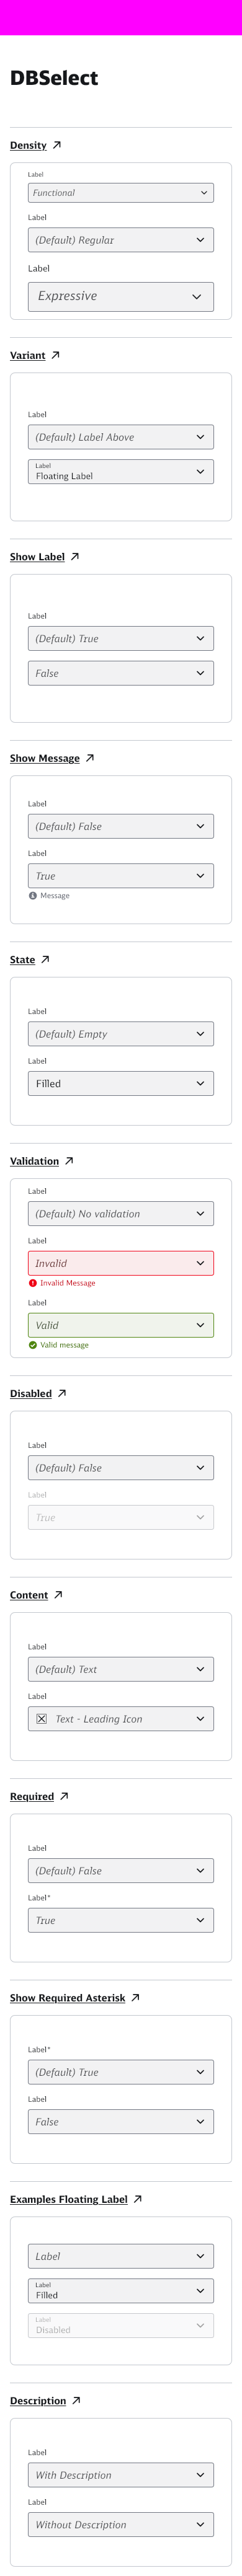 DBSelect
Density
Label
Functional
Label
(Default) Regular
Label
Expressive
Variant
Label
(Default) Label Above
Label
Floating Label
Show Label
Label
(Default) True
False
Show Message
Label
(Default) False
Label
True
Message
State
Label
(Default) Empty
Label
Filled
Validation
Label
(Default) No validation
Label
Invalid
Invalid Message
Label
Valid
Valid message
Disabled
Label
(Default) False
Label
True
Content
Label
(Default) Text
Label
Text - Leading Icon
Required
Label
(Default) False
Label*
True
Show Required Asterisk
Label*
(Default) True
Label
False
Examples Floating Label
Label
Label
Filled
Label
Disabled
Description
Label
With Description
Label
Without Description